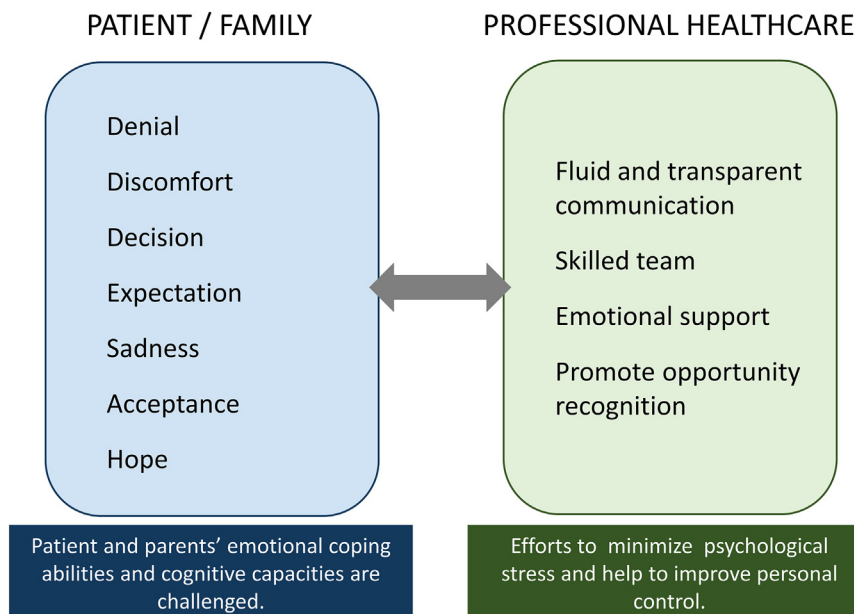 PATIENT / FAMILY
Denial
Discomfort
Decision
Expectation
Sadness
Acceptance
Hope
Patient and parents’ emotional coping
abilities and cognitive capacities are
challenged.
PROFESSIONAL HEALTHCARE
Fluid and transparent
communication
Skilled team
Emotional support
Promote opportunity
recognition
Efforts to minimize psychological
stress and help to improve personal
control.